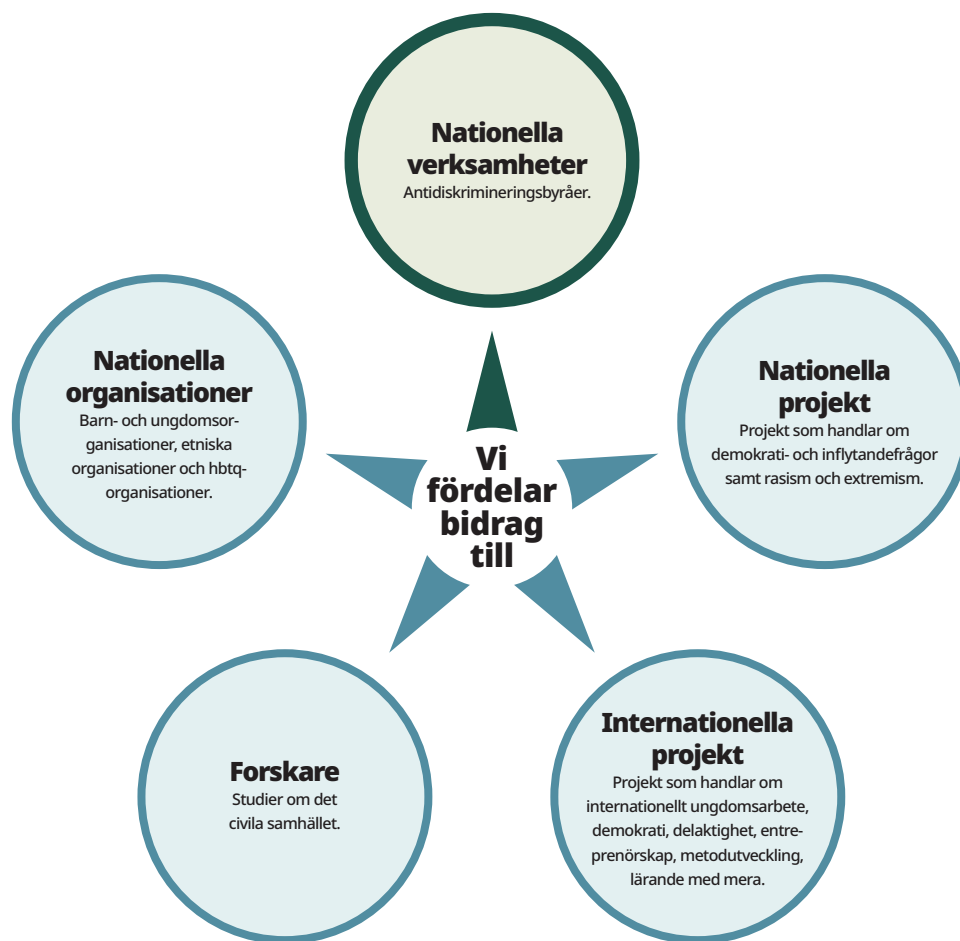 Nationella
verksamheter
Antidiskrimineringsbyråer.
Nationella
organisationer
Barn- och ungdomsor-
ganisationer, etniska
organisationer och hbtq-
organisationer.
Nationella
projekt
Projekt som handlar om
demokrati- och inflytandefrågor
samt rasism och extremism.
Vi
fördelar
bidrag
till
Forskare
Studier om det
civila samhället.
Internationella
projekt
Projekt som handlar om
internationellt ungdomsarbete,
demokrati, delaktighet, entre-
prenörskap, metodutveckling,
lärande med mera.